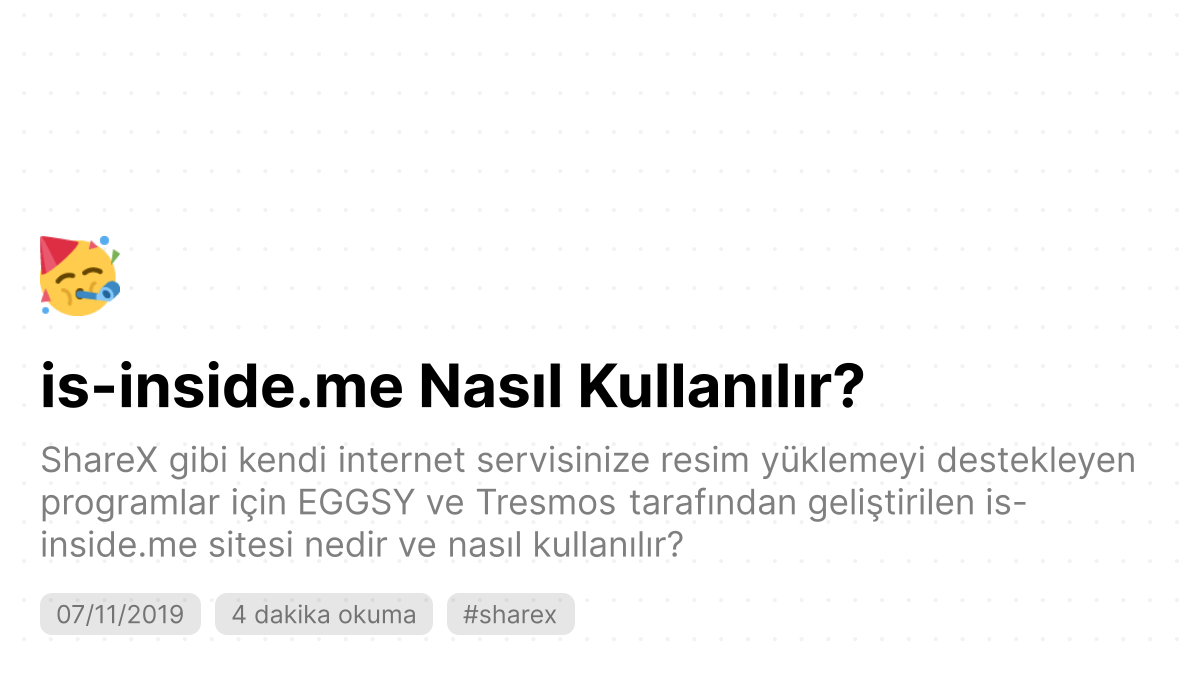 is-inside.me Nasıl Kullanılır?
ShareX gibi kendi internet servisinize resim yüklemeyi destekleyen
programlar için EGGSY ve Tresmos tarafından geliştirilen is-
inside.me sitesi nedir ve nasıl kullanılır?
07/11/2019 4 dakika okuma #sharex